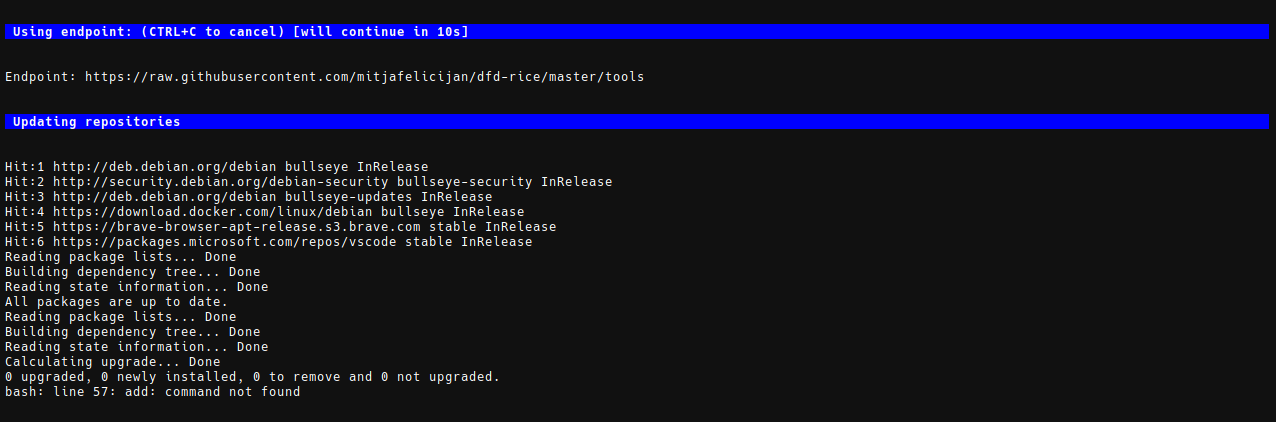 Using endpoint: (CTRL+C to cancel) [will continue in 10s]
Endpoint: https://raw.githubusercontent.com/mitjafelicijan/dfd-rice/master/tools
Updating repositories
Hit:1 http://deb.debian.org/debian bullseye InRelease
Hit:2 http://security.debian.org/debian-security bullseye-security InRelease
Hit:3 http://deb.debian.org/debian bullseye-updates InRelease
Hit:4 https://download.docker.com/linux/debian bullseye InRelease
Hit:5 https://brave-browser-apt-release.s3.brave.com stable InRelease
Hit:6 https://packages.microsoft.com/repos/vscode stable InRelease
Reading package lists... Done
Building dependency tree... Done
Reading state information... Done
All packages are up to date.
Reading package lists... Done
Building dependency tree... Done
Reading state information... Done
Calculating upgrade... Done
0 upgraded, 0 newly installed, 0 to remove and 0 not upgraded.
bash: line 57: add: command not found